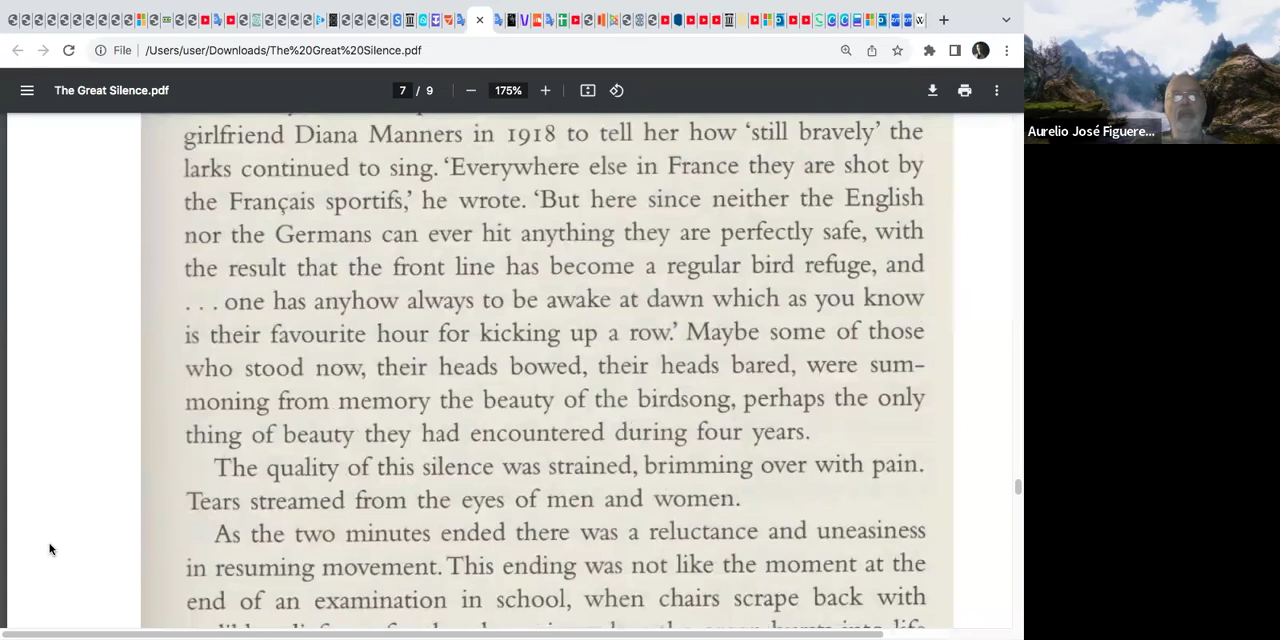 File
/Users/user/Downloads/The%20Great%20Silence.pdf
The Great Silence.pdf
7 / 9
175%
girlfriend Diana Manners in 1918 to tell her how ‘still bravely’ the
larks continued to sing. ‘Everywhere else in France they are shot by
the Français sportifs,’ he wrote. ‘But here since neither the English
nor the Germans can ever hit anything they are perfectly safe, with
the result that the front line has become a regular bird refuge, and
. . . one has anyhow always to be awake at dawn which as you know
is their favourite hour for kicking up a row.’ Maybe some of those
who stood now, their heads bowed, their heads bared, were sum-
moning from memory the beauty of the birdsong, perhaps the only
thing of beauty they had encountered during four years.
The quality of this silence was strained, brimming over with pain.
Tears streamed from the eyes of men and women.
As the two minutes ended there was a reluctance and uneasiness
in resuming movement. This ending was not like the moment at the
end of an examination in school, when chairs scrape back with
Aurelio José Figuere...